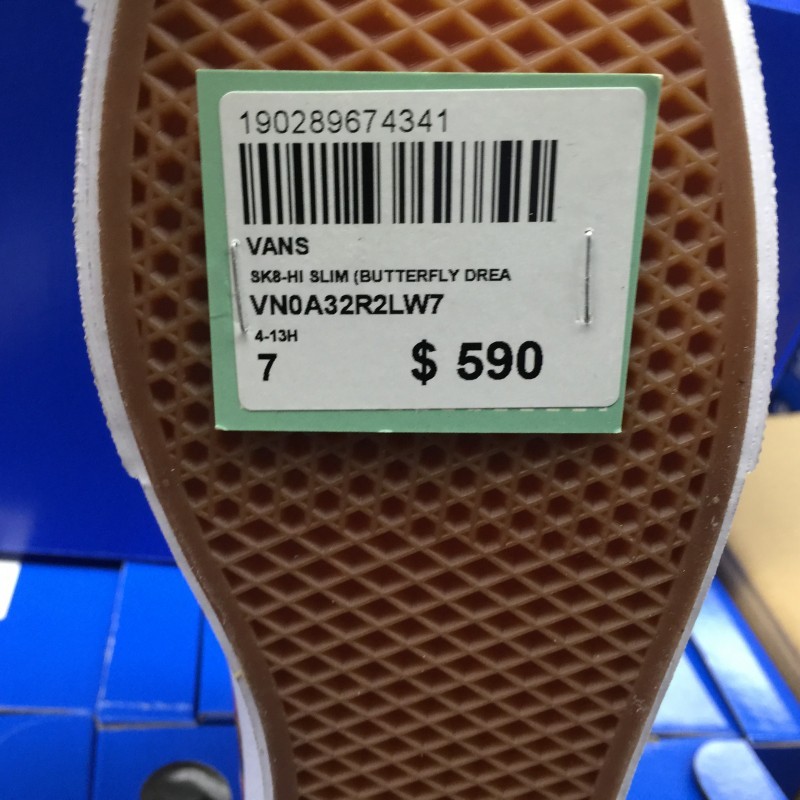 190289674341
VANS
SK8-HI SLIM (BUTTERFLY DREA
VN0A32R2LW7
4-13H
7 $ 590